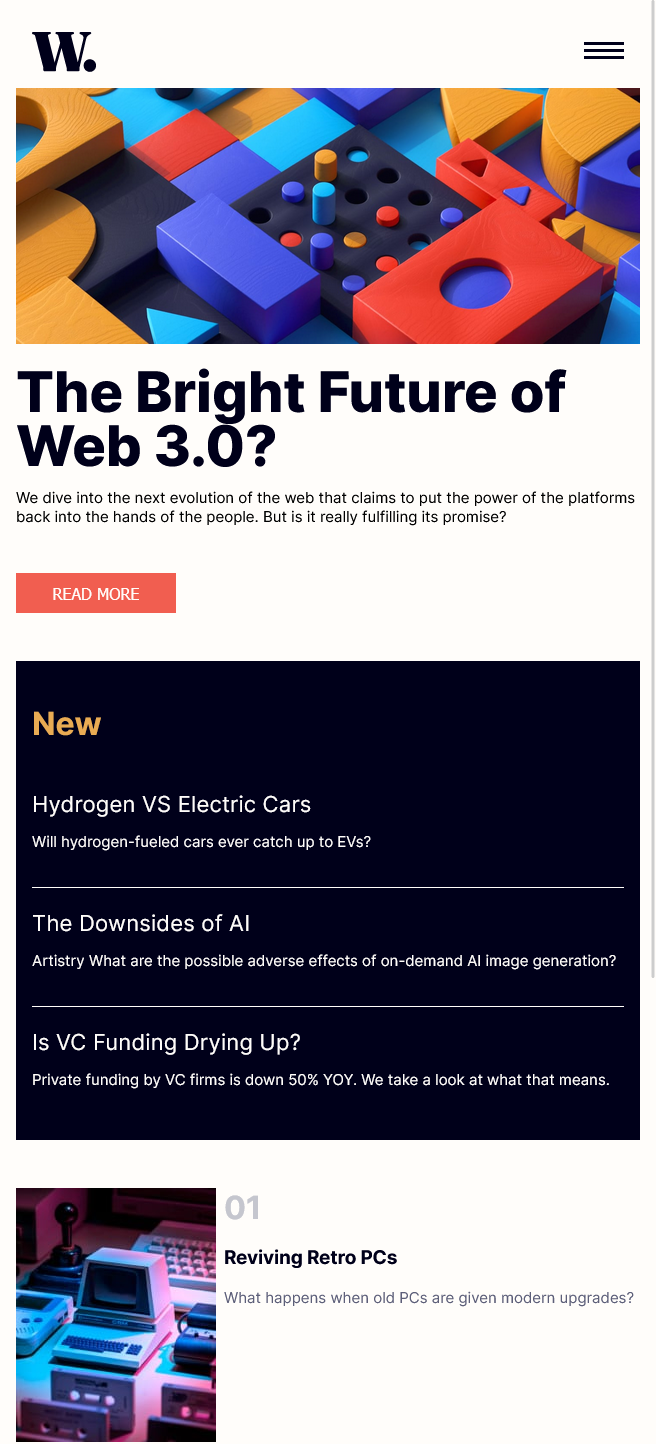 W.
The Bright Future of
Web 3.0?
We dive into the next evolution of the web that claims to put the power of the platforms
back into the hands of the people. But is it really fulfilling its promise?
READ MORE
New
Hydrogen VS Electric Cars
Will hydrogen-fueled cars ever catch up to EVs?
The Downsides of AI
Artistry What are the possible adverse effects of on-demand AI image generation?
Is VC Funding Drying Up?
Private funding by VC firms is down 50% YOY. We take a look at what that means.
01
Reviving Retro PCs
What happens when old PCs are given modern upgrades?